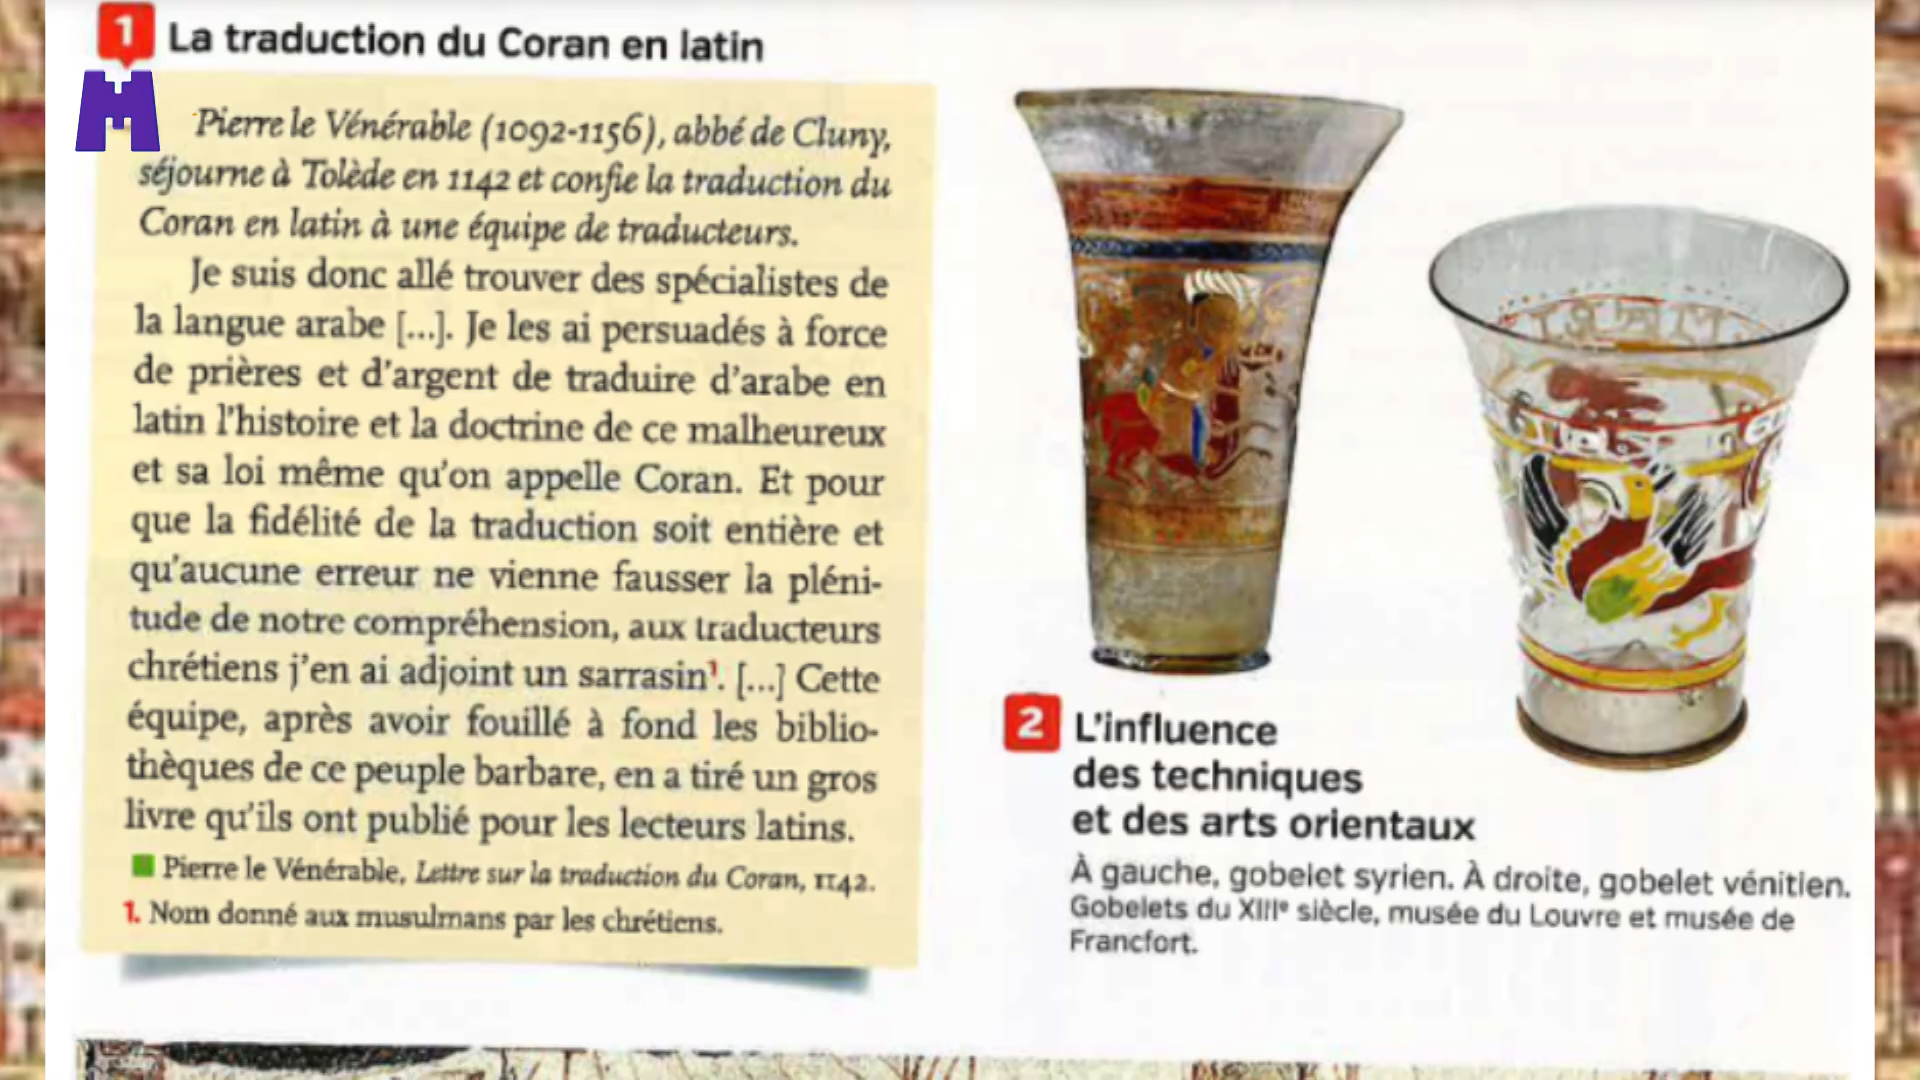 1 La traduction du Coran en latin
M
Pierre le Vénérable (1092-1156), abbé de Cluny,
séjourne à Tolède en 1142 et confie la traduction du
Coran en latin à une équipe de traducteurs.
Je suis donc allé trouver des spécialistes de
la langue arabe [...]. Je les ai persuadés à force
de prières et d'argent de traduire d'arabe en
latin l'histoire et la doctrine de ce malheureux
et sa loi même qu'on appelle Coran. Et pour
que la fidélité de la traduction soit entière et
qu'aucune erreur ne vienne fausser la pléni-
tude de notre compréhension, aux traducteurs
chrétiens j'en ai adjoint un sarrasin¹. [...] Cette
équipe, après avoir fouillé à fond les biblio-
thèques de ce peuple barbare, en a tiré un gros
livre qu'ils ont publié pour les lecteurs latins.
Pierre le Vénérable, Lettre sur la traduction du Coran, 1142.
1. Nom donné aux musulmans par les chrétiens.
2 L'influence
des techniques
et des arts orientaux
À gauche, gobelet syrien. À droite, gobelet vénitien.
Gobelets du XIIIe siècle, musée du Louvre et musée de
Francfort.